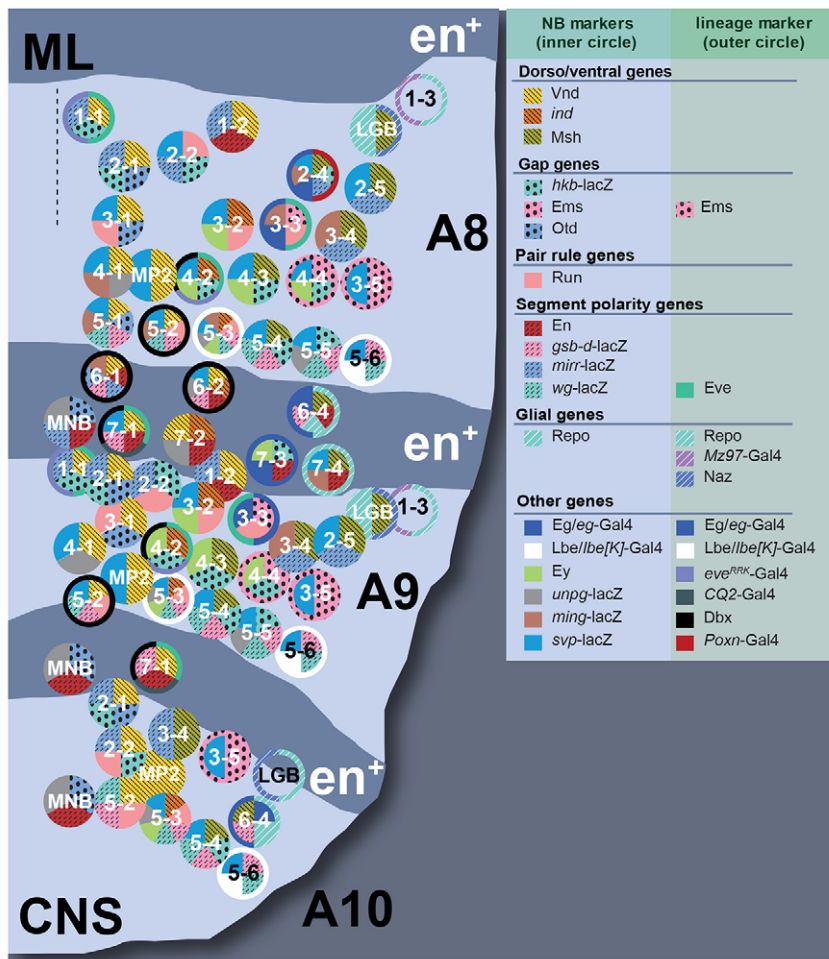 ML
en+
1-3
LGB
1-1
1-2
2-1
2-2
2-4
2-5
3-1
3-2
3-3
3-4
A8
4-1
MP2
4-2
4-3
4-4
3-5
5-1
5-2
5-3
5-4
5-5
5-6
6-1
6-2
6-4
MNB
7-1
7-2
en+
7-3
7-4
1-1
2-1
2-2
1-2
3-1
3-2
3-3
LGB
1-3
3-4
2-5
4-1
4-2
4-3
4-4
A9
MP2
5-2
5-3
3-5
5-4
5-5
5-6
MNB
7-1
2-1
2-2
3-4
3-5
MP2
LGB
en+
MNB
5-2
5-3
6-4
5-4
5-6
CNS
A10
NB markers
(inner circle)
lineage marker
(outer circle)
Dorso/ventral genes
Vnd
ind
Msh
Gap genes
hkb-lacZ
Ems
Ems
Otd
Pair rule genes
Run
Segment polarity genes
En
gsb-d-lacZ
mirr-lacZ
wg-lacZ
Eve
Glial genes
Repo
Repo
Mz97-Gal4
Naz
Other genes
Eg/eg-Gal4
Eg/eg-Gal4
Lbe/lbe[K]-Gal4
Lbe/lbe[K]-Gal4
Ey
eveRRK-Gal4
unpg-lacZ
CQ2-Gal4
ming-lacZ
Dbx
svp-lacZ
Poxn-Gal4